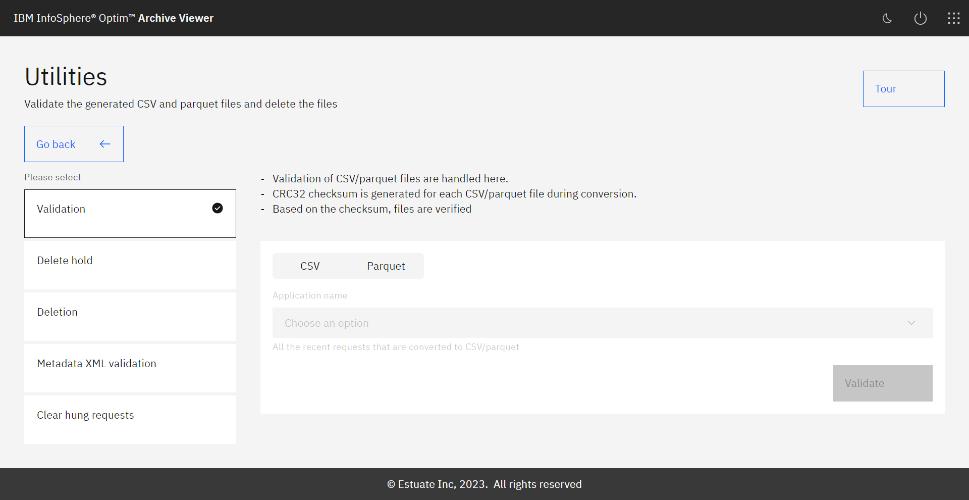 IBM InfoSphere® Optim™ Archive Viewer
Utilities
Validate the generated CSV and parquet files and delete the files
Tour
Go back
Please select
Validation
Delete hold
Deletion
Metadata XML validation
Clear hung requests
- Validation of CSV/parquet files are handled here.
- CRC32 checksum is generated for each CSV/parquet file during conversion.
- Based on the checksum, files are verified
CSV Parquet
Application name
Choose an option
All the recent requests that are converted to CSV/parquet
Validate
© Estuate Inc, 2023. All rights reserved